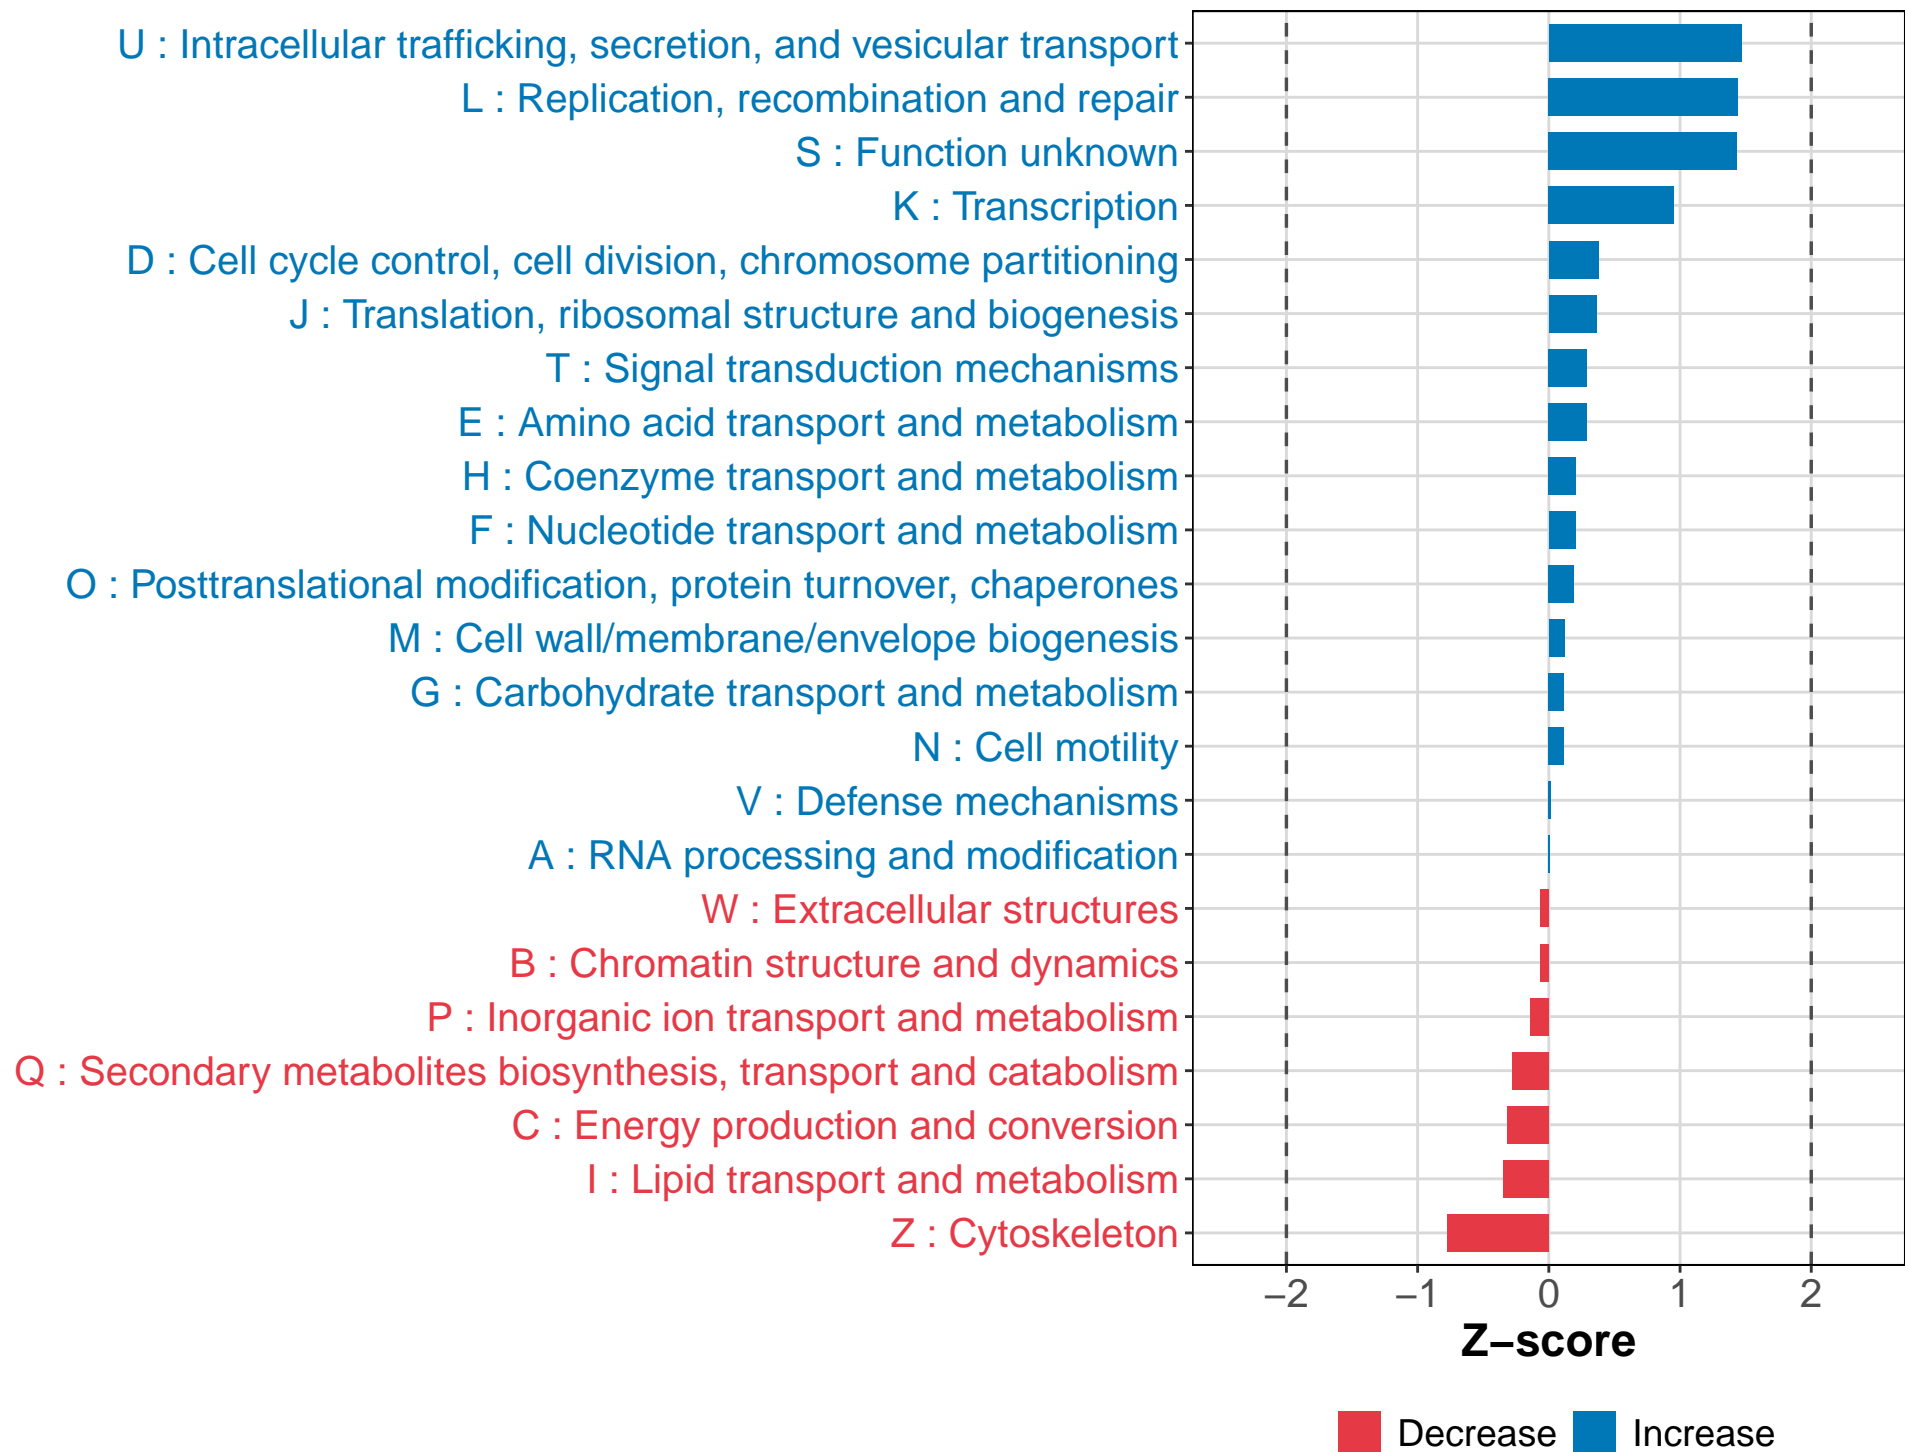 U : Intracellular trafficking, secretion, and vesicular transport
L : Replication, recombination and repair
S : Function unknown
K : Transcription
D : Cell cycle control, cell division, chromosome partitioning
J : Translation, ribosomal structure and biogenesis
T : Signal transduction mechanisms
E : Amino acid transport and metabolism
H : Coenzyme transport and metabolism
F : Nucleotide transport and metabolism
O : Posttranslational modification, protein turnover, chaperones
M : Cell wall/membrane/envelope biogenesis
G : Carbohydrate transport and metabolism
N : Cell motility
V : Defense mechanisms
A : RNA processing and modification
W : Extracellular structures
B : Chromatin structure and dynamics
P : Inorganic ion transport and metabolism
Q : Secondary metabolites biosynthesis, transport and catabolism
C : Energy production and conversion
I : Lipid transport and metabolism
Z : Cytoskeleton
−2 −1 0 1 2
Z−score
Decrease Increase